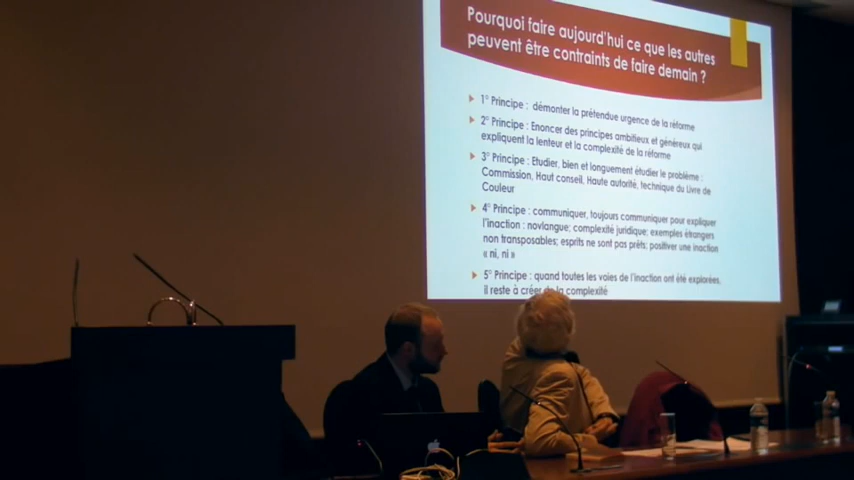 Pourquoi faire aujourd'hui ce que les autres
peuvent être contraints de faire demain ?
1° Principe : démonter la prétendue urgence de la réforme
2° Principe : Enoncer des principes ambitieux et généreux qui
expliquent la lenteur et la complexité de la réforme
3° Principe : Etudier, bien et longuement étudier le problème :
Commission, Haut conseil, Haute autorité, technique du Livre de
Couleur
4° Principe : communiquer, toujours communiquer pour expliquer
l'inaction : novlangue; complexité juridique; exemples étrangers
non transposables; esprits ne sont pas prêts; positiver une inaction
« ni, ni »
5° Principe : quand toutes les voies de l'inaction ont été explorées,
il reste à créer de la complexité